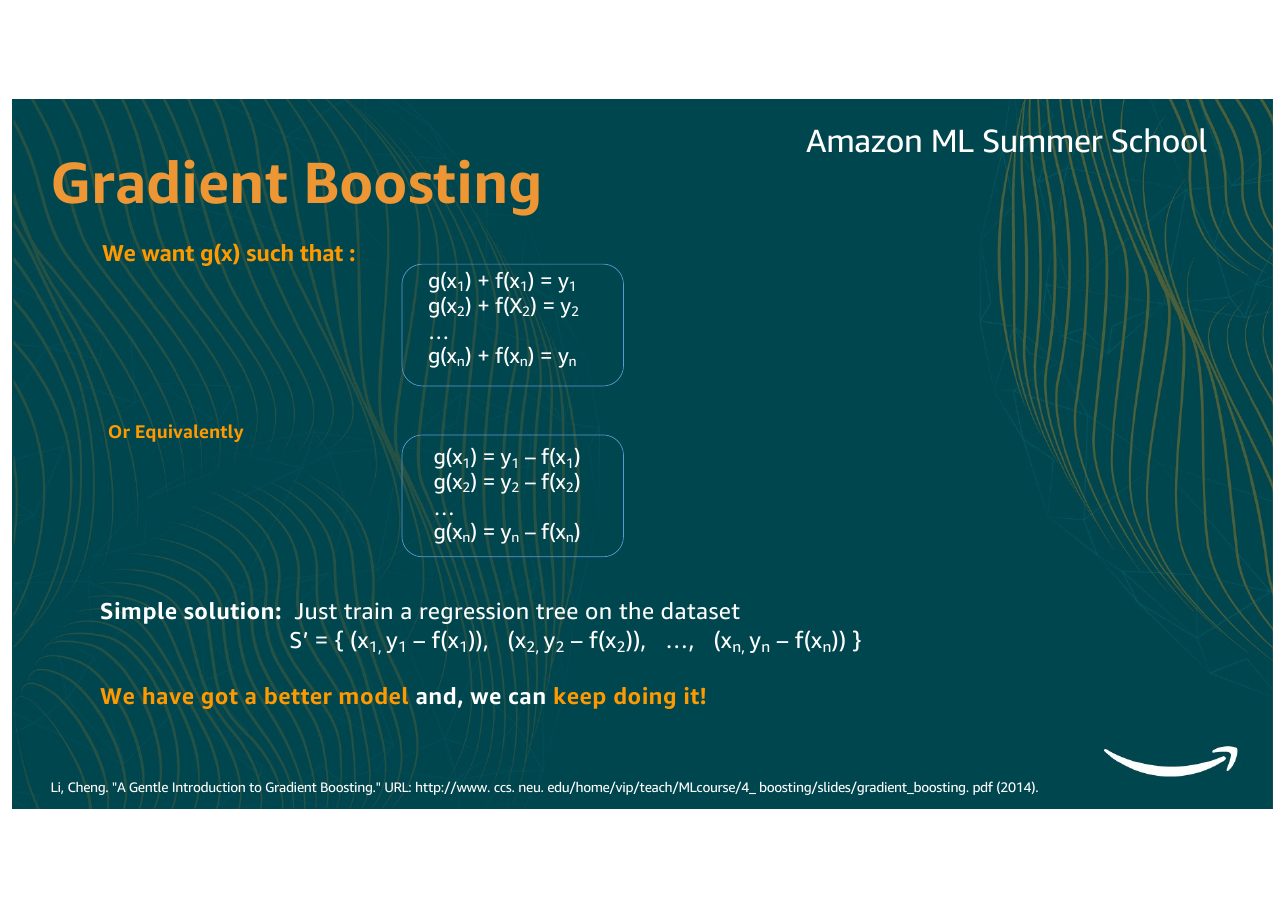 Amazon ML Summer School
Gradient Boosting
We want g(x) such that :
g(x₁) + f(x₁) = y₁
g(x₂) + f(X₂) = y₂
…
g(xₙ) + f(xₙ) = yₙ
Or Equivalently
g(x₁) = y₁ – f(x₁)
g(x₂) = y₂ – f(x₂)
…
g(xₙ) = yₙ – f(xₙ)
Simple solution: Just train a regression tree on the dataset
S’ = { (x₁, y₁ – f(x₁)), (x₂, y₂ – f(x₂)), …, (xₙ, yₙ – f(xₙ)) }
We have got a better model and, we can keep doing it!
Li, Cheng. "A Gentle Introduction to Gradient Boosting." URL: http://www. ccs. neu. edu/home/vip/teach/MLcourse/4_ boosting/slides/gradient_boosting. pdf (2014).